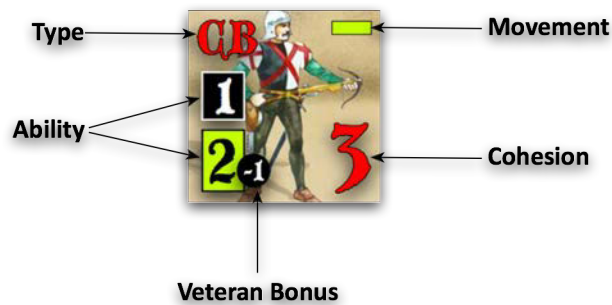 Type
CB
Movement
Ability
1
2
-1
3
Cohesion
Veteran Bonus